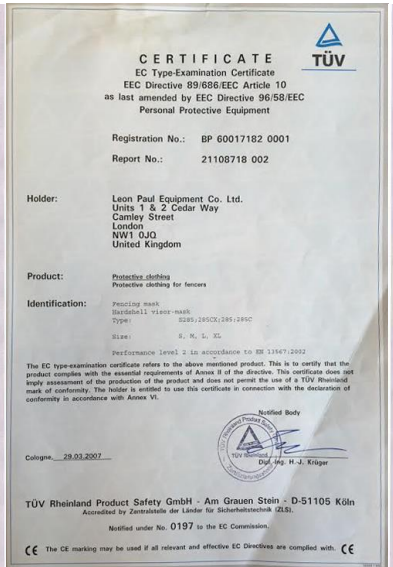 TÜV
CERTIFICATE
EC Type-Examination Certificate
EEC Directive 89/686/EEC Article 10
as last amended by EEC Directive 96/58/EEC
Personal Protective Equipment
Registration No.: BP 60017182 0001
Report No.: 21108718 002
Holder: Leon Paul Equipment Co. Ltd.
Units 1 & 2 Cedar Way
Camley Street
London
NW1 0JQ
United Kingdom
Product: Protective clothing
Protective clothing for fencers
Identification: Fencing mask
Hardshell visor-mask
Type:
Size: S, M, L, XL
Performance level 2 in accordance to EN 13567:2002
The EC type-examination certificate refers to the above mentioned product. This is to certify that the
product complies with the essential requirements of Annex II of the directive. This certificate does not
imply assessment of the production of the product and does not permit the use of a TÜV Rheinland
mark of conformity. The holder is entitled to use this certificate in connection with the declaration of
conformity in accordance with Annex VI.
Notified Body
TÜV Rheinland Product Safety
TÜV Rheinland
Cologne, 29.03.2007
Dipl.-Ing. H.-J. Krüger
TÜV Rheinland Product Safety GmbH - Am Grauen Stein - D-51105 Köln
Accredited by Zentralstelle der Länder für Sicherheitstechnik (ZLS).
Notified under No. 0197 to the EC Commission.
CE The CE marking may be used if all relevant and effective EC Directives are complied with. CE